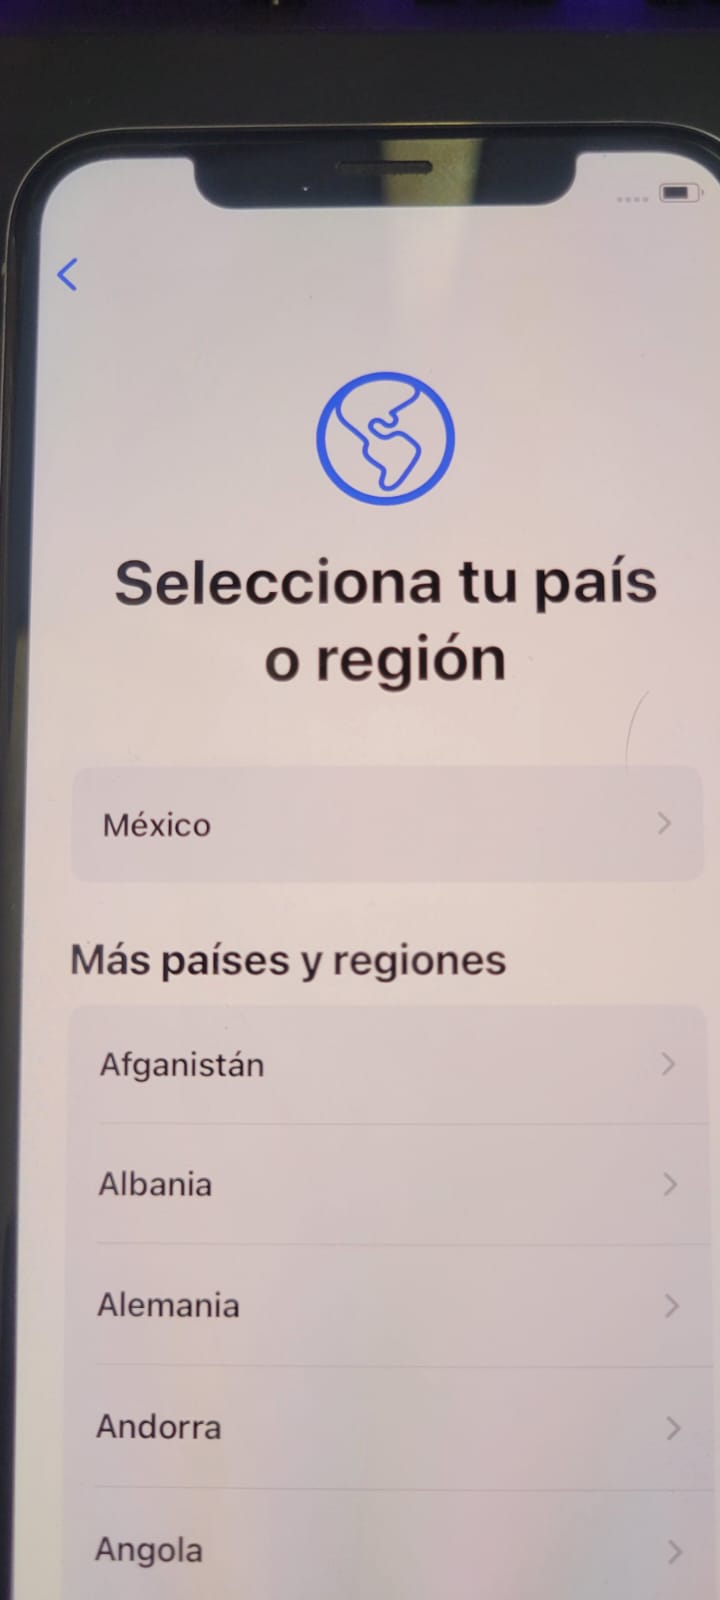 Selecciona tu país
o región
México
Más países y regiones
Afganistán
Albania
Alemania
Andorra
Angola